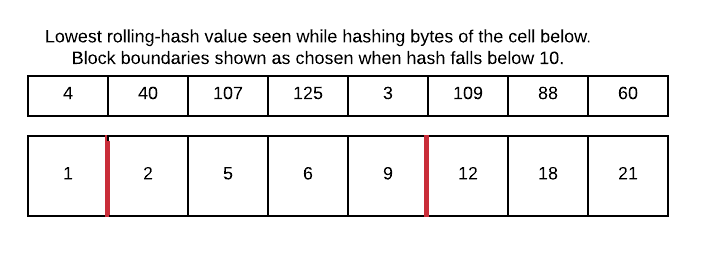 Lowest rolling-hash value seen while hashing bytes of the cell below.
Block boundaries shown as chosen when hash falls below 10.
4 40 107 125 3 109 88 60
1 2 5 6 9 12 18 21